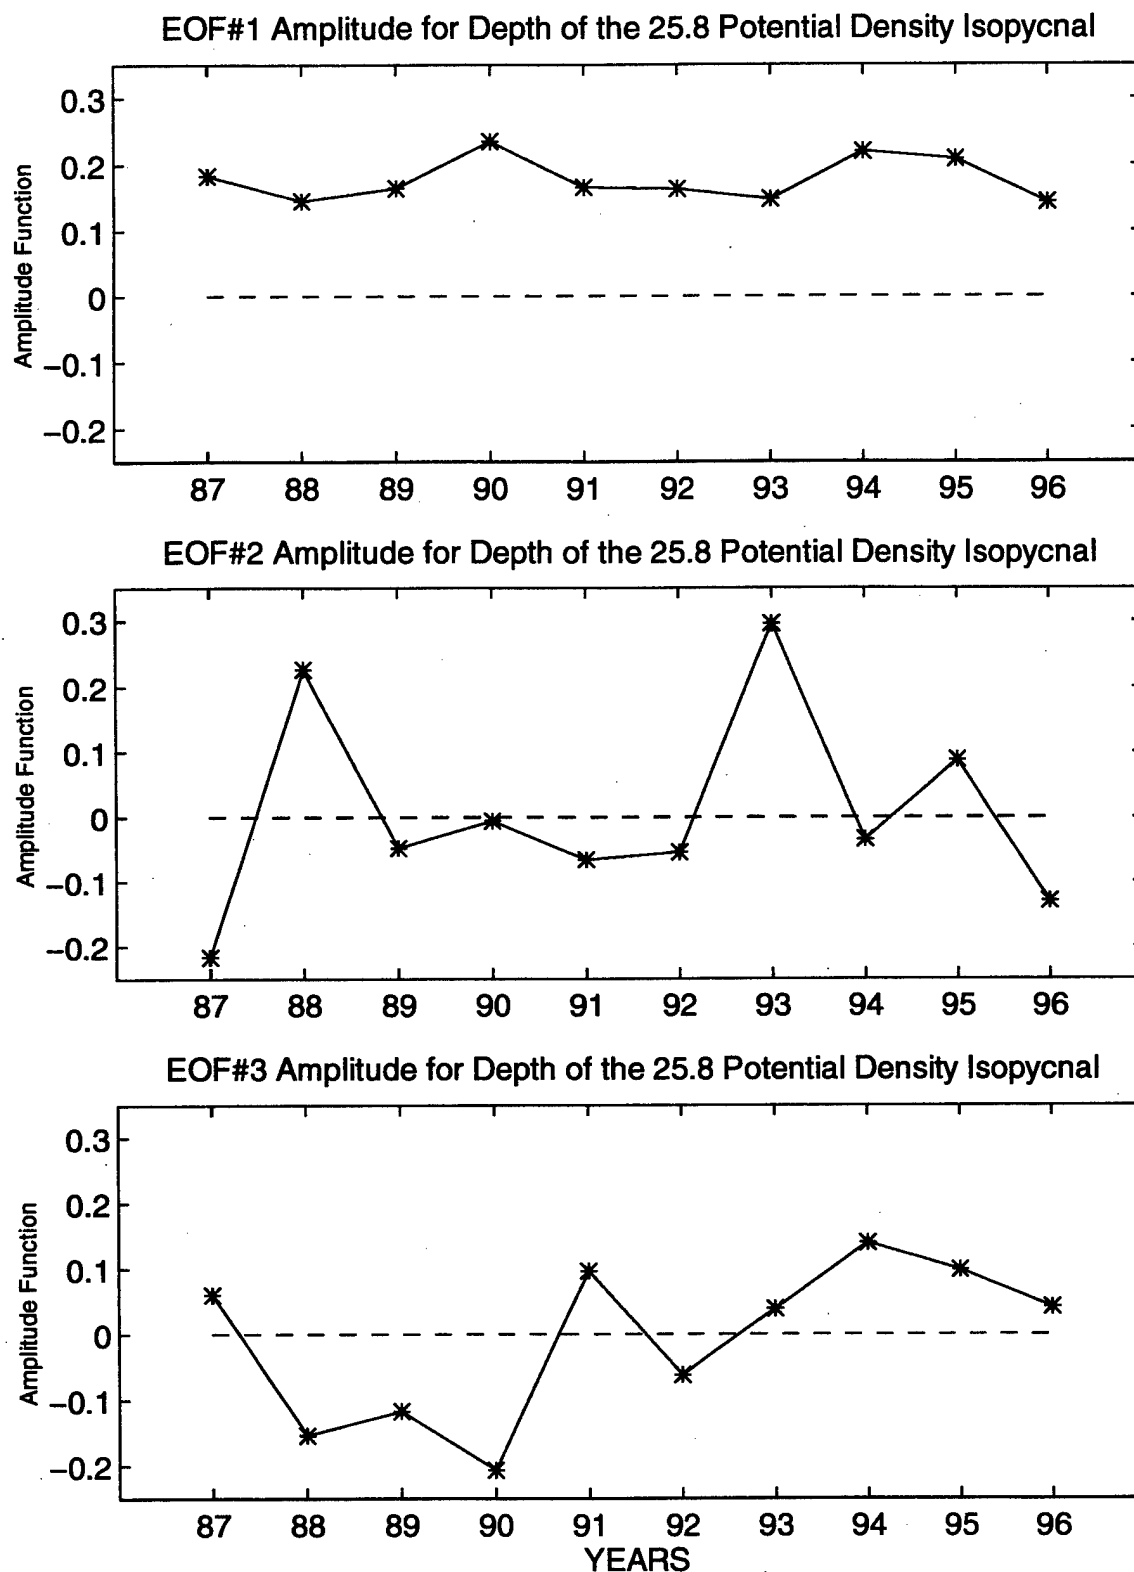 EOF#1 Amplitude for Depth of the 25.8 Potential Density Isopycnal
Amplitude Function
0.3
0.2
0.1
0
−0.1
−0.2
87 88 89 90 91 92 93 94 95 96
EOF#2 Amplitude for Depth of the 25.8 Potential Density Isopycnal
Amplitude Function
0.3
0.2
0.1
0
−0.1
−0.2
87 88 89 90 91 92 93 94 95 96
EOF#3 Amplitude for Depth of the 25.8 Potential Density Isopycnal
Amplitude Function
0.3
0.2
0.1
0
−0.1
−0.2
87 88 89 90 91 92 93 94 95 96
YEARS